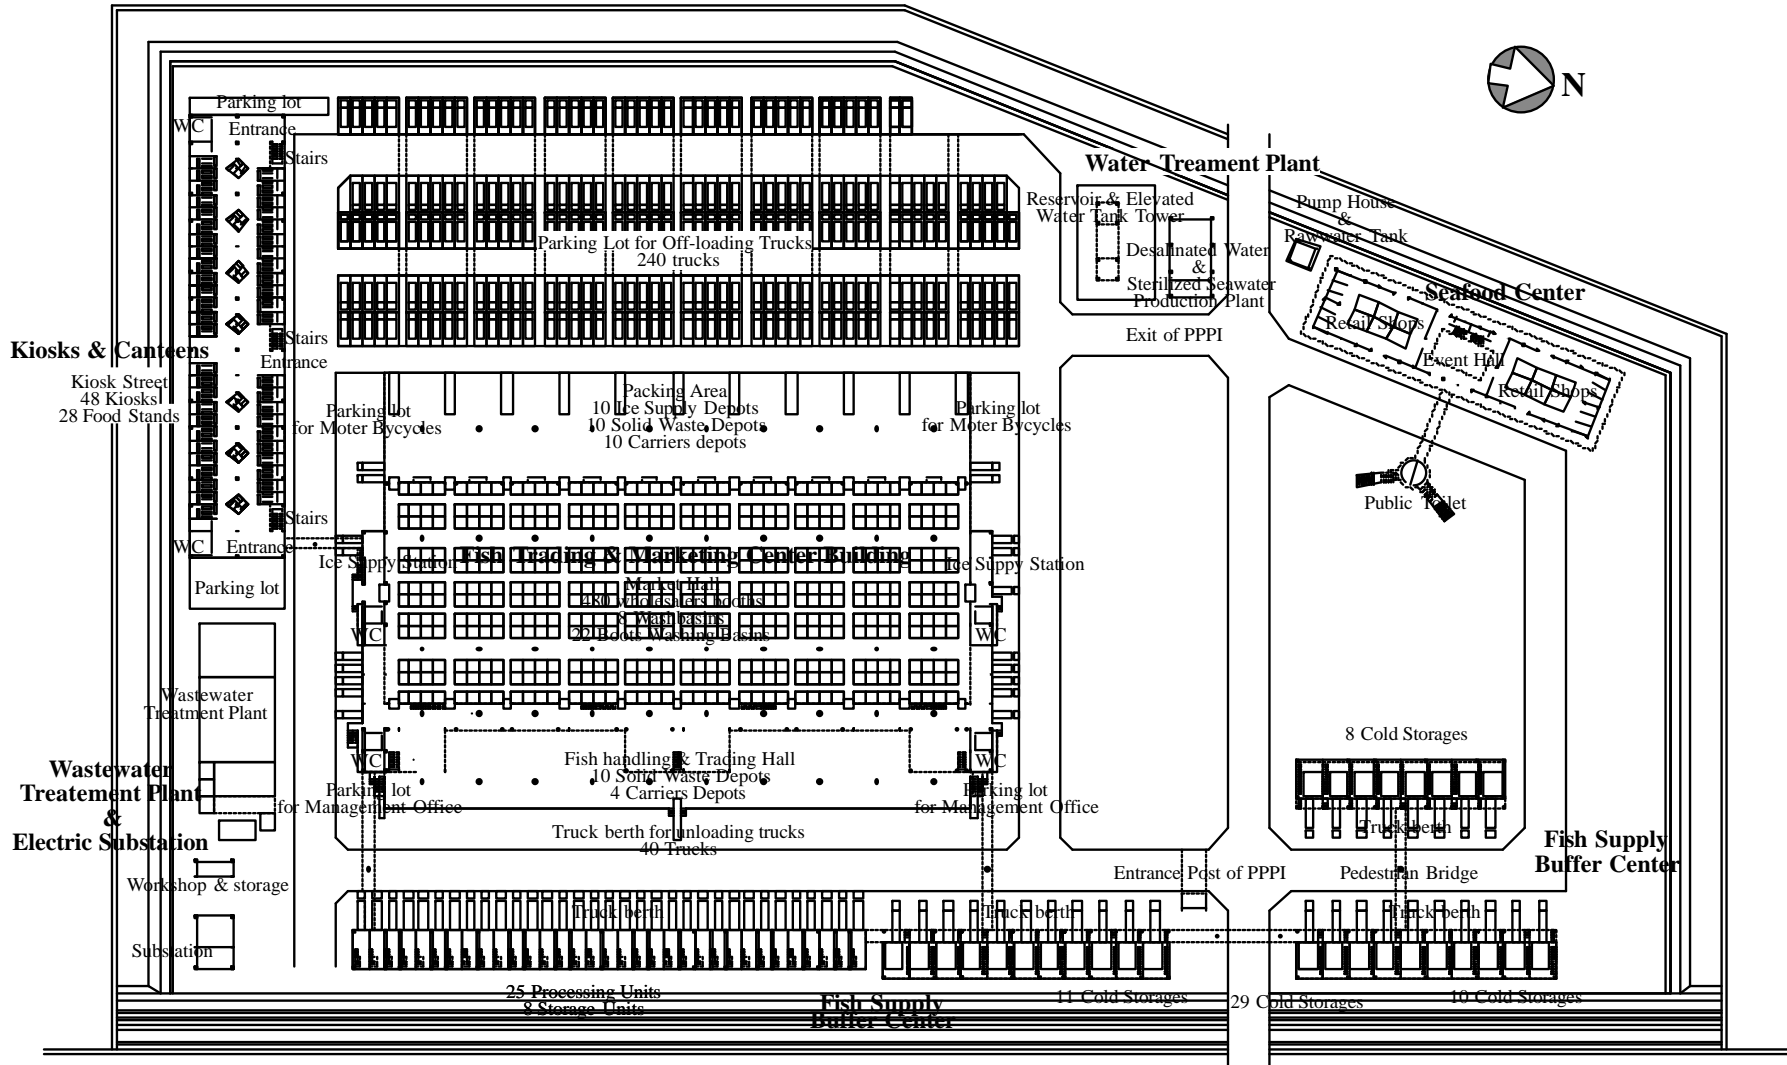 N
Parking lot
WC
Entrance
Stairs
Water Treament Plant
Reservoir & Elevated
Water Tank Tower
Pump House
&
Rawwater Tank
Parking Lot for Off-loading Trucks
240 trucks
Desalinated Water
&
Sterilized Seawater
Production Plant
Seafood Center
Retail Shops
Event Hall
Retail Shops
Exit of PPPI
Stairs
Entrance
Kiosks & Canteens
Kiosk Street
48 Kiosks
28 Food Stands
Parking lot
for Moter Bycycles
Packing Area
10 Ice Supply Depots
10 Solid Waste Depots
10 Carriers depots
Parking lot
for Moter Bycycles
Public Toilet
Stairs
WC
Entrance
Parking lot
Ice Suppy Station
Fish Trading & Marketing Center Building
Ice Suppy Station
Market Hall
480 wholesalers booths
8 Washbasins
22 Boots Washing Basins
WC
WC
Wastewater
Treatment Plant
8 Cold Storages
Wastewater
Treatement Plant
&
Electric Substation
WC
Fish handling & Trading Hall
10 Solid Waste Depots
4 Carriers Depots
WC
Parking lot
for Management Office
Parking lot
for Management Office
Truck berth for unloading trucks
40 Trucks
Truck berth
Fish Supply
Buffer Center
Workshop & storage
Entrance Post of PPPI
Pedestrian Bridge
Truck berth
Truck berth
Truck berth
Substation
25 Processing Units
8 Storage Units
Fish Supply
Buffer Center
11 Cold Storages
29 Cold Storages
10 Cold Storages